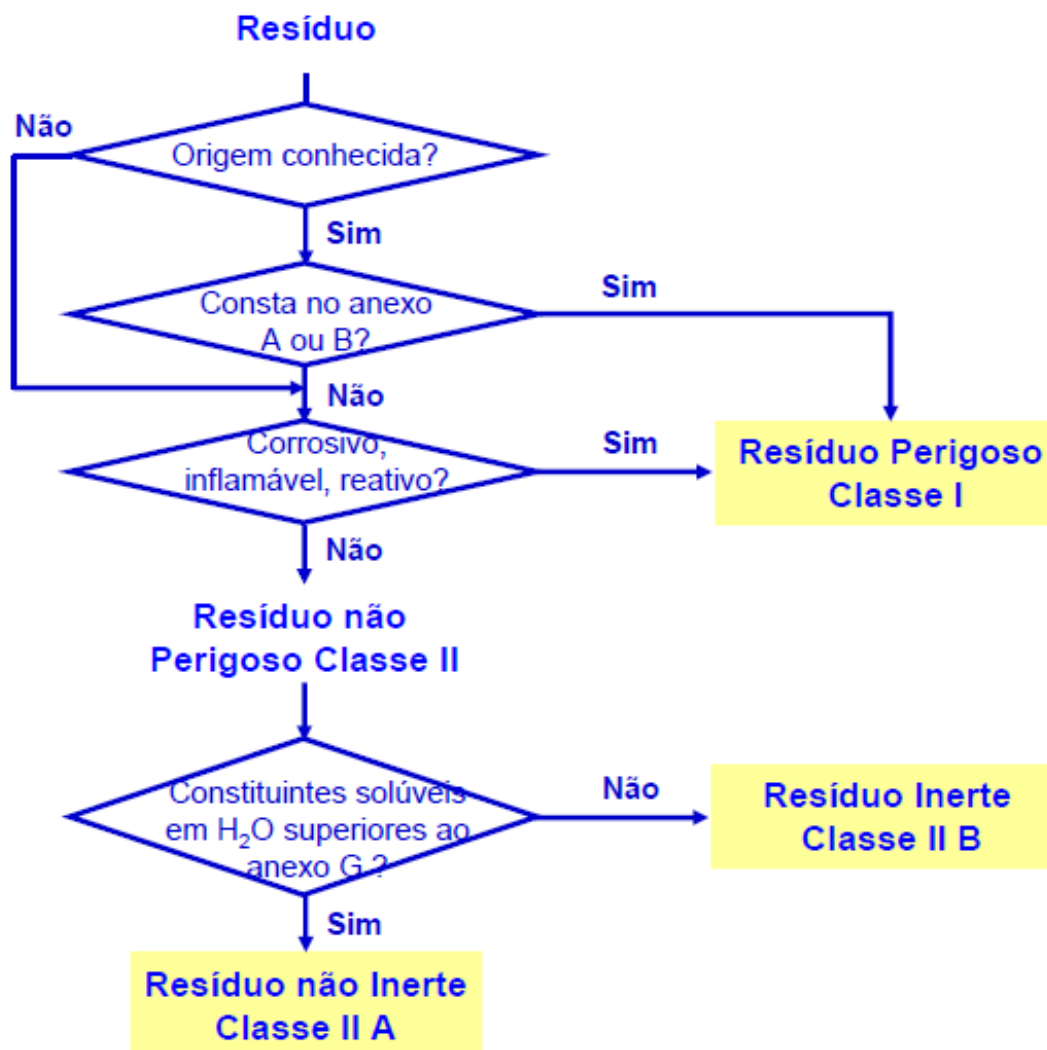 Resíduo
Não
Origem conhecida?
Sim
Consta no anexo
A ou B?
Sim
Não
Corrosivo,
inflamável, reativo?
Sim
Resíduo Perigoso
Classe I
Não
Resíduo não
Perigoso Classe II
Constituintes solúveis
em H₂O superiores ao
anexo G ?
Não
Resíduo Inerte
Classe II B
Sim
Resíduo não Inerte
Classe II A